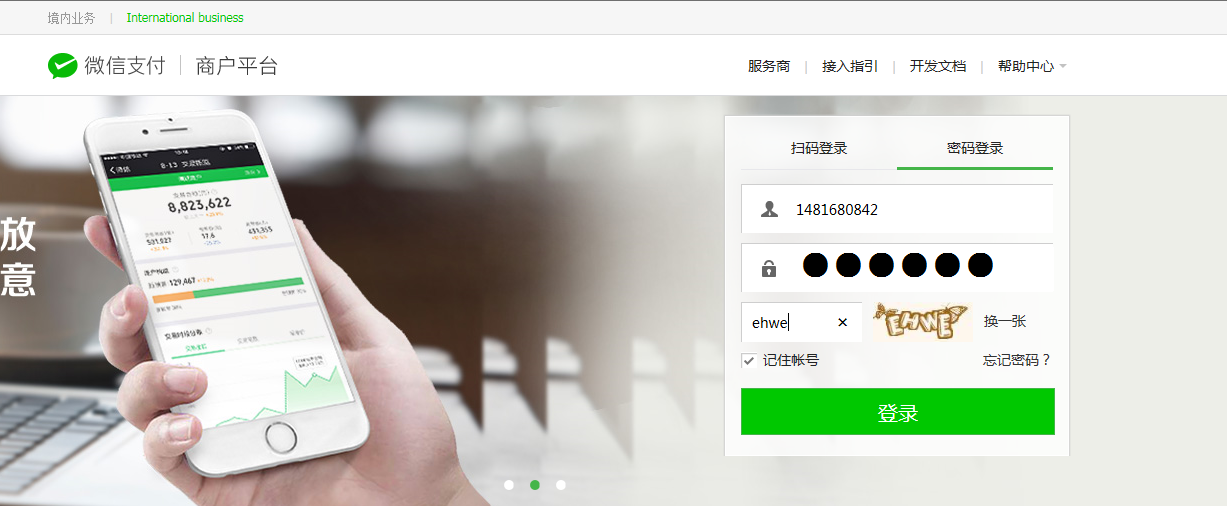 境内业务 | International business
微信支付 | 商户平台
服务商 | 接入指引 | 开发文档 | 帮助中心
放
意
8,823,622
531,027
17.6
431,355
129,467
扫码登录 密码登录
1481680842
ehwe × EHWE 换一张
记住帐号 忘记密码？
登录